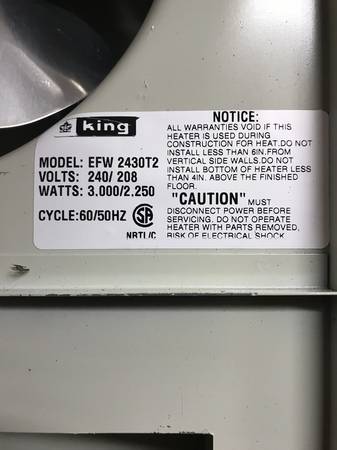 king
MODEL: EFW 2430T2
VOLTS: 240/ 208
WATTS: 3,000/2,250
CYCLE:60/50HZ
NRTL/C
NOTICE:
ALL WARRANTIES VOID IF THIS
HEATER IS USED DURING
CONSTRUCTION FOR HEAT.DO NOT
INSTALL LESS THAN 6IN.FROM
VERTICAL SIDE WALLS.DO NOT
INSTALL BOTTOM OF HEATER LESS
THAN 4IN. ABOVE THE FINISHED
FLOOR.
"CAUTION" MUST
DISCONNECT POWER BEFORE
SERVICING. DO NOT OPERATE
HEATER WITH PARTS REMOVED,
RISK OF ELECTRICAL SHOCK